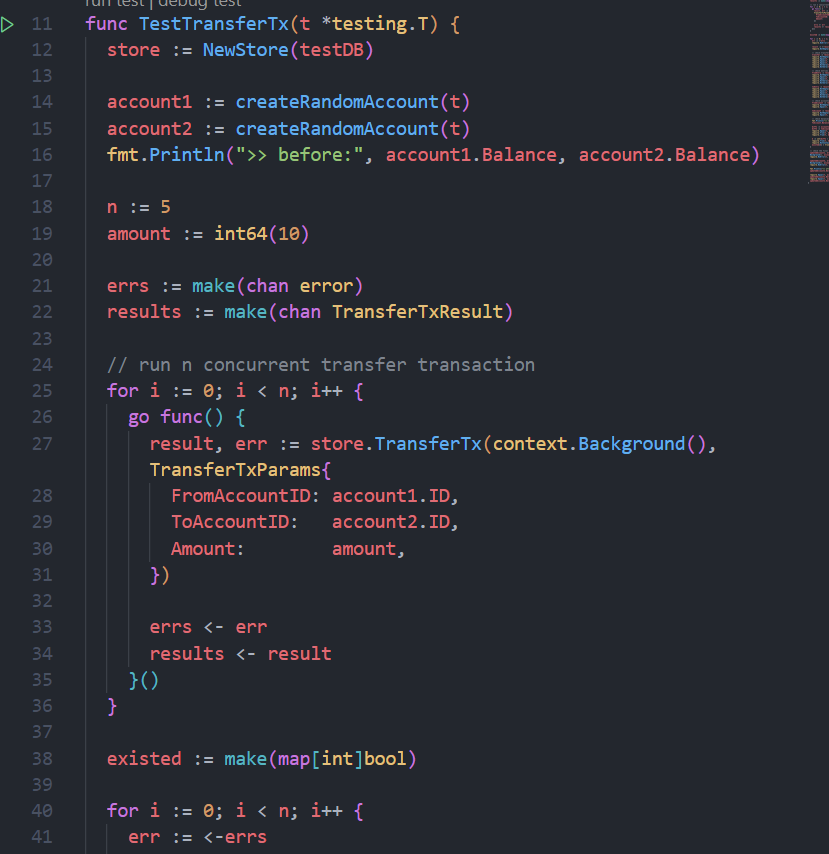 run test | debug test
11 func TestTransferTx(t *testing.T) {
12   store := NewStore(testDB)
13
14   account1 := createRandomAccount(t)
15   account2 := createRandomAccount(t)
16   fmt.Println(">> before:", account1.Balance, account2.Balance)
17
18   n := 5
19   amount := int64(10)
20
21   errs := make(chan error)
22   results := make(chan TransferTxResult)
23
24   // run n concurrent transfer transaction
25   for i := 0; i < n; i++ {
26     go func() {
27       result, err := store.TransferTx(context.Background(),
       TransferTxParams{
28         FromAccountID: account1.ID,
29         ToAccountID:   account2.ID,
30         Amount:        amount,
31       })
32
33       errs <- err
34       results <- result
35     }()
36   }
37
38   existed := make(map[int]bool)
39
40   for i := 0; i < n; i++ {
41     err := <-errs